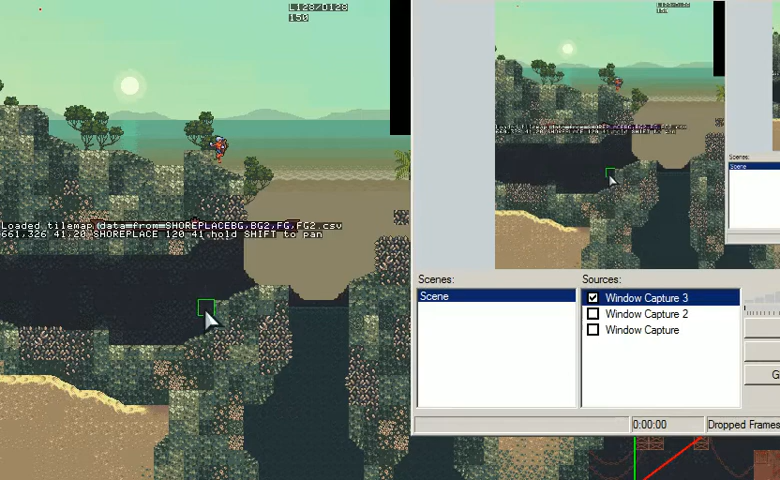 L128/D128
150
Loaded tilemap data from SHOREPLACEBG,BG2,FG,FG2.csv
661,326 41,20 SHOREPLACE 120 41 hold SHIFT to pan
Scenes:
Scene
Sources:
Window Capture 3
Window Capture 2
Window Capture
0:00:00
Dropped Frames
Scenes:
Scene